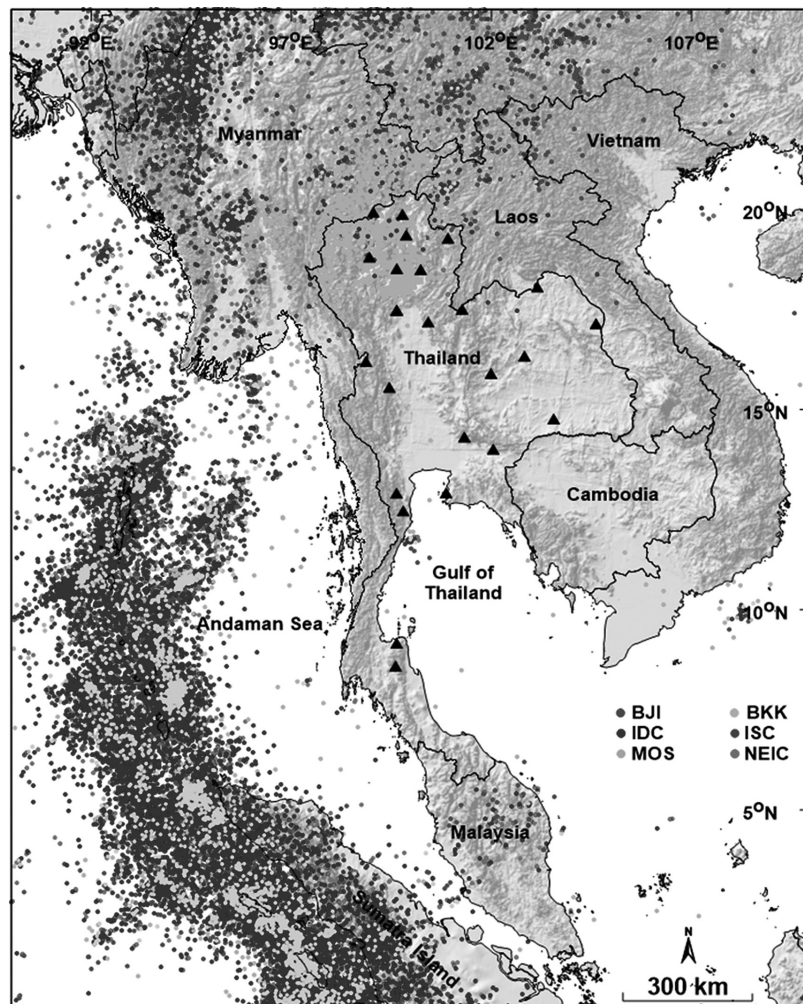 92°E 97°E 102°E 107°E
Myanmar
Vietnam
Laos
20°N
Thailand
15°N
Cambodia
Gulf of
Thailand
Andaman Sea
10°N
BJI BKK
IDC ISC
MOS NEIC
5°N
Malaysia
Sumatra Island
N
300 km